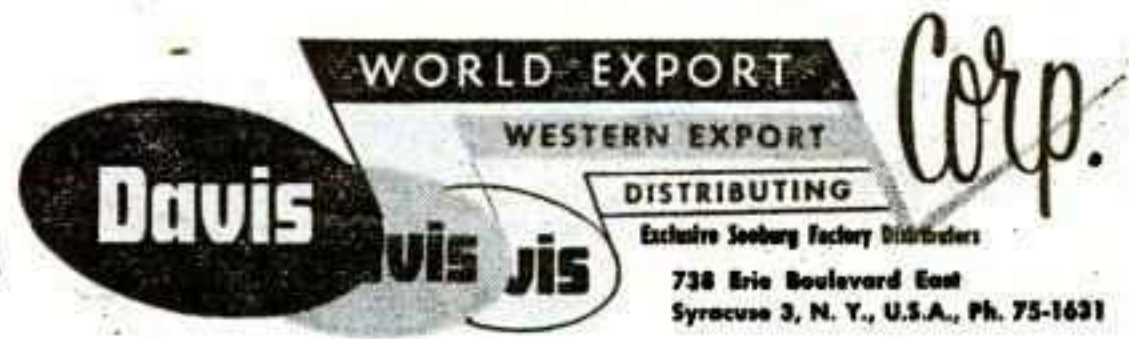 WORLD EXPORT
Corp.
WESTERN EXPORT
Davis
DISTRIBUTING
vis
vis
Exclusive Seeburg Factory Distributors
738 Erie Boulevard East
Syracuse 3, N. Y., U.S.A., Ph. 75-1631